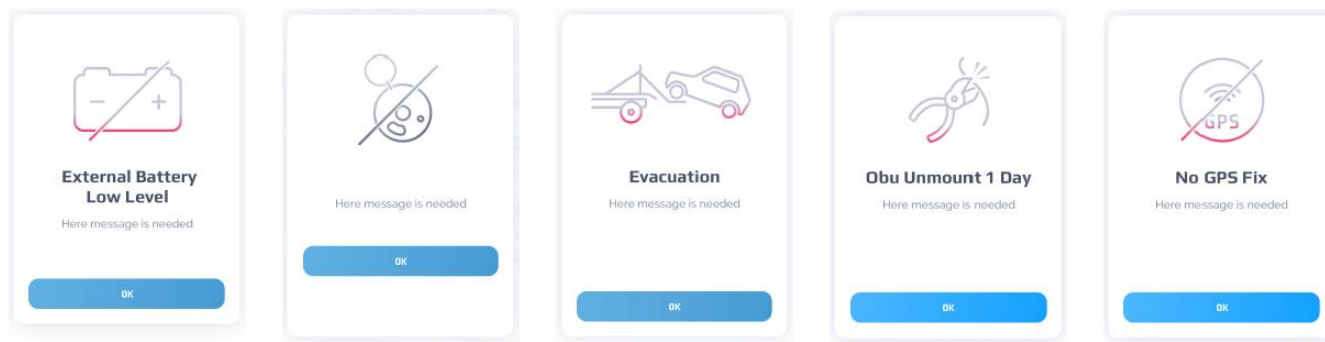 External Battery
Low Level
Here message is needed
OK
Here message is needed
OK
Evacuation
Here message is needed
OK
Obu Unmount 1 Day
Here message is needed
OK
GPS
No GPS Fix
Here message is needed
OK